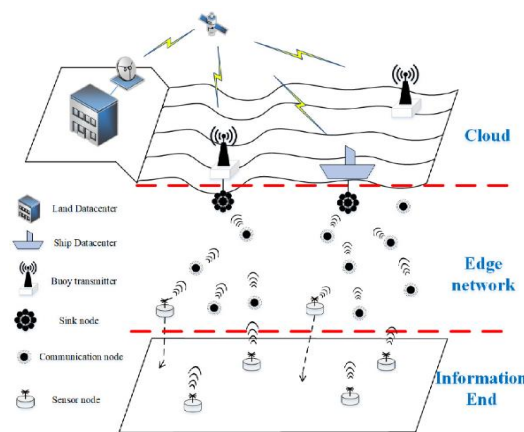 Cloud
Land Datacenter
Ship Datacenter
Buoy transmitter
Edge
network
Sink node
Communication node
Information
End
Sensor node